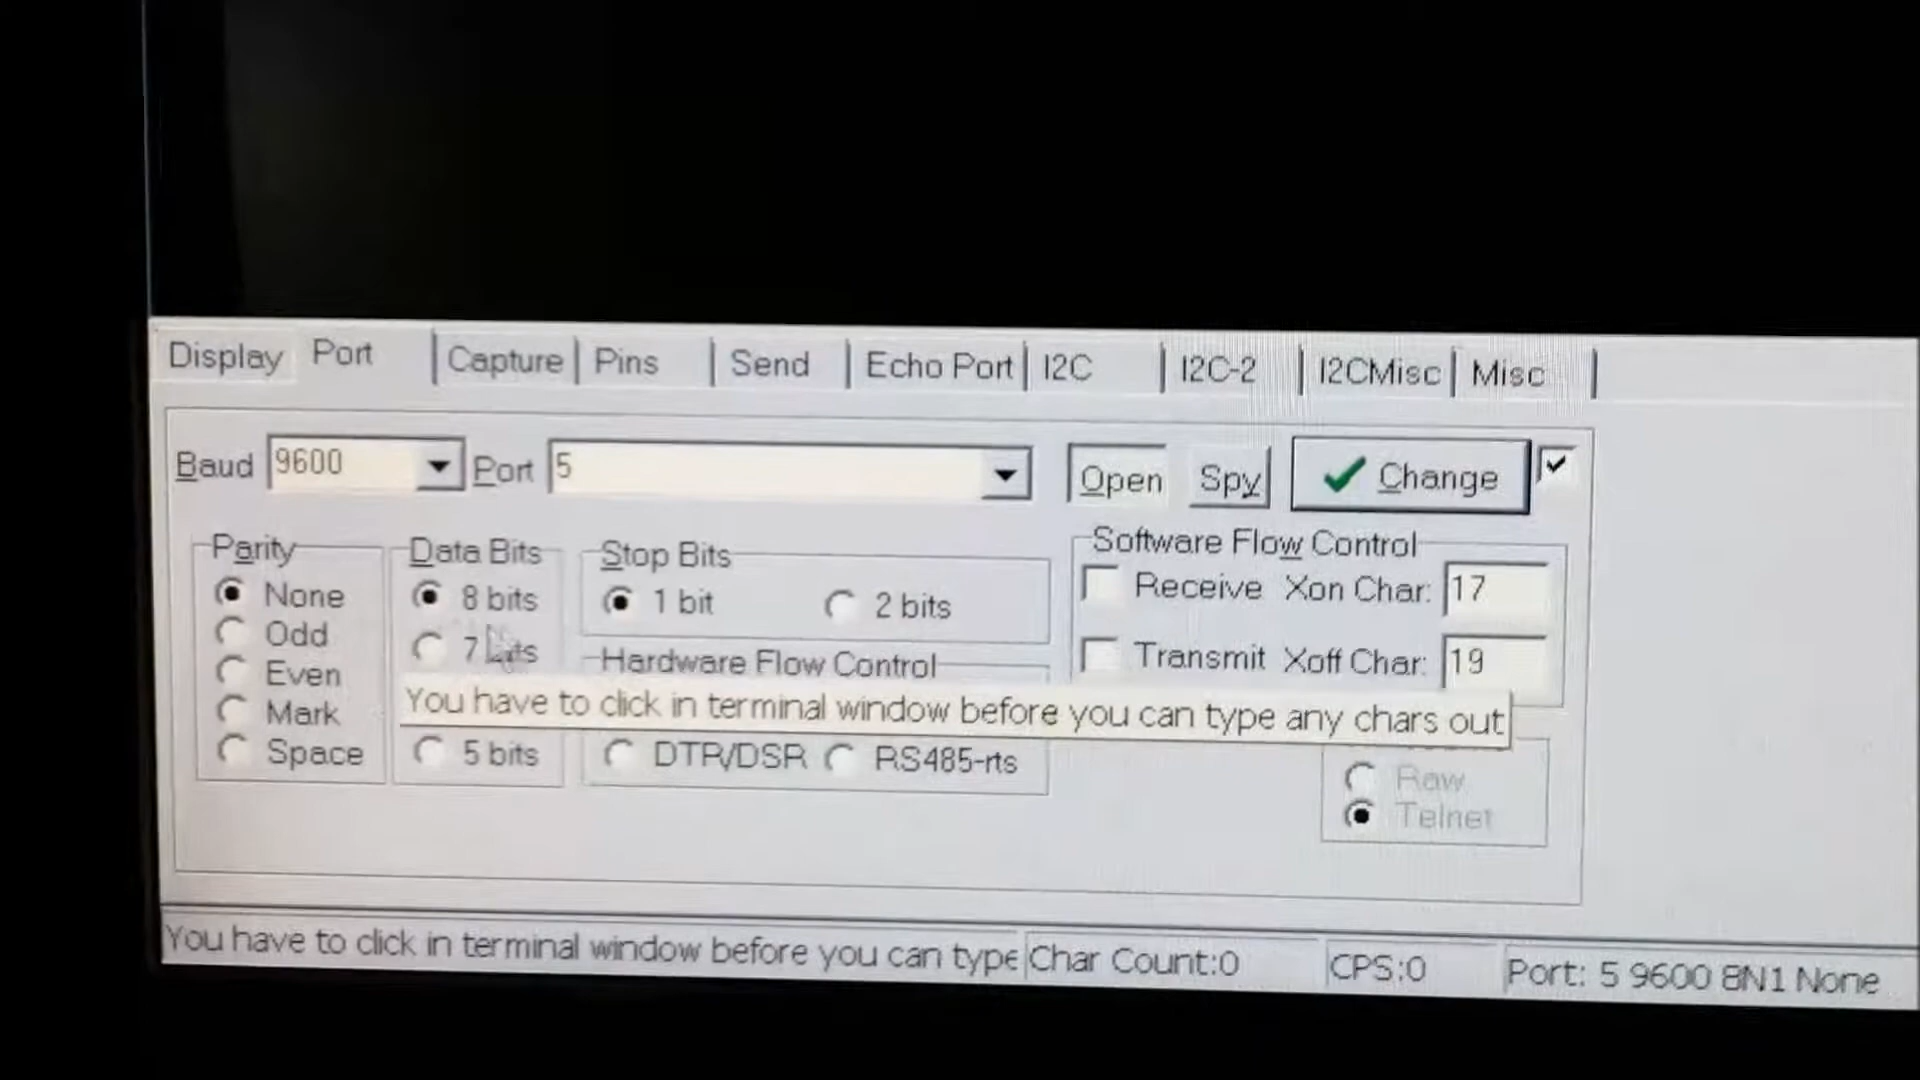 Display Port Capture Pins Send Echo Port I2C I2C-2 I2CMisc Misc
Baud 9600 Port 5 Open Spy Change
Parity
None
Odd
Even
Mark
Space
Data Bits
8 bits
7 bits
5 bits
Stop Bits
1 bit 2 bits
Hardware Flow Control
DTR/DSR RS485-rts
Software Flow Control
Receive Xon Char: 17
Transmit Xoff Char: 19
You have to click in terminal window before you can type any chars out
Raw
Telnet
You have to click in terminal window before you can type Char Count:0 CPS:0 Port: 5 9600 8N1 None